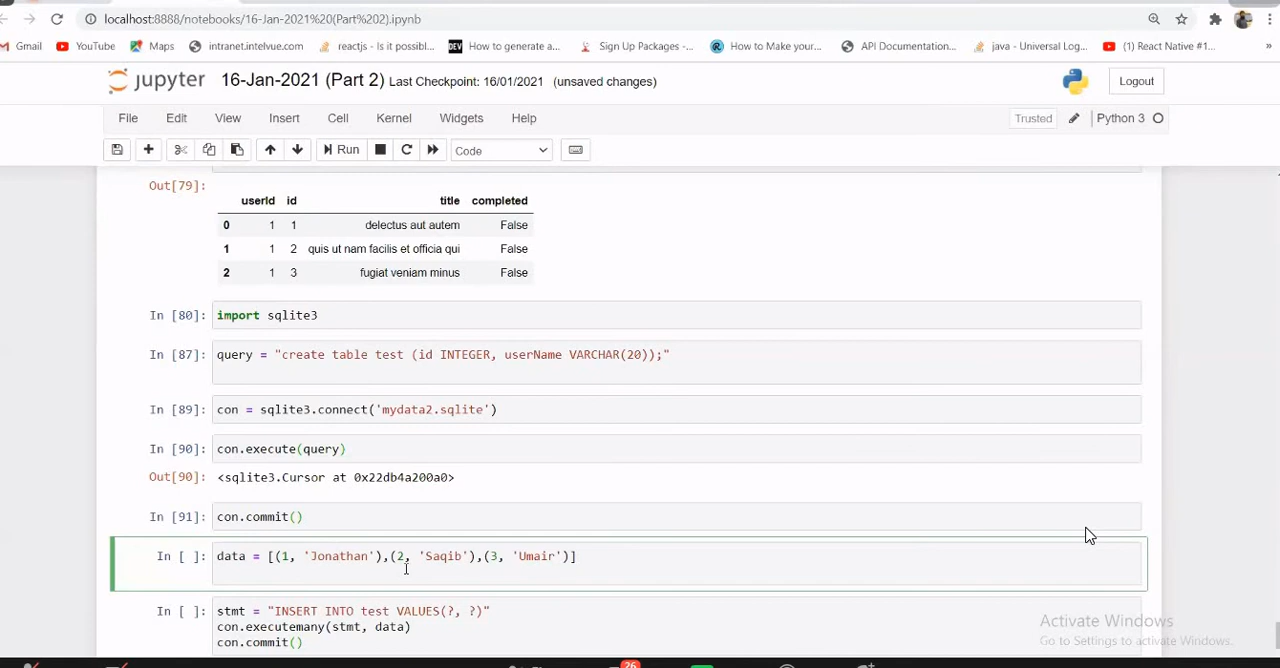 localhost:8888/notebooks/16-Jan-2021%20(Part%202).ipynb
Gmail YouTube Maps intranet.intelvue.com reactjs - Is it possibl... How to generate a... Sign Up Packages -... How to Make your... API Documentation... java - Universal Log... (1) React Native #1... »
jupyter 16-Jan-2021 (Part 2) Last Checkpoint: 16/01/2021 (unsaved changes) Logout
File Edit View Insert Cell Kernel Widgets Help Trusted Python 3
Run Code
Out[79]:
userId id title completed
0 1 1 delectus aut autem False
1 1 2 quis ut nam facilis et officia qui False
2 1 3 fugiat veniam minus False
In [80]: import sqlite3
In [87]: query = "create table test (id INTEGER, userName VARCHAR(20));"
In [89]: con = sqlite3.connect('mydata2.sqlite')
In [90]: con.execute(query)
Out[90]: <sqlite3.Cursor at 0x22db4a200a0>
In [91]: con.commit()
In [ ]: data = [(1, 'Jonathan'),(2, 'Saqib'),(3, 'Umair')]
In [ ]: stmt = "INSERT INTO test VALUES(?, ?)"
con.executemany(stmt, data)
con.commit()
Activate Windows
Go to Settings to activate Windows.
26